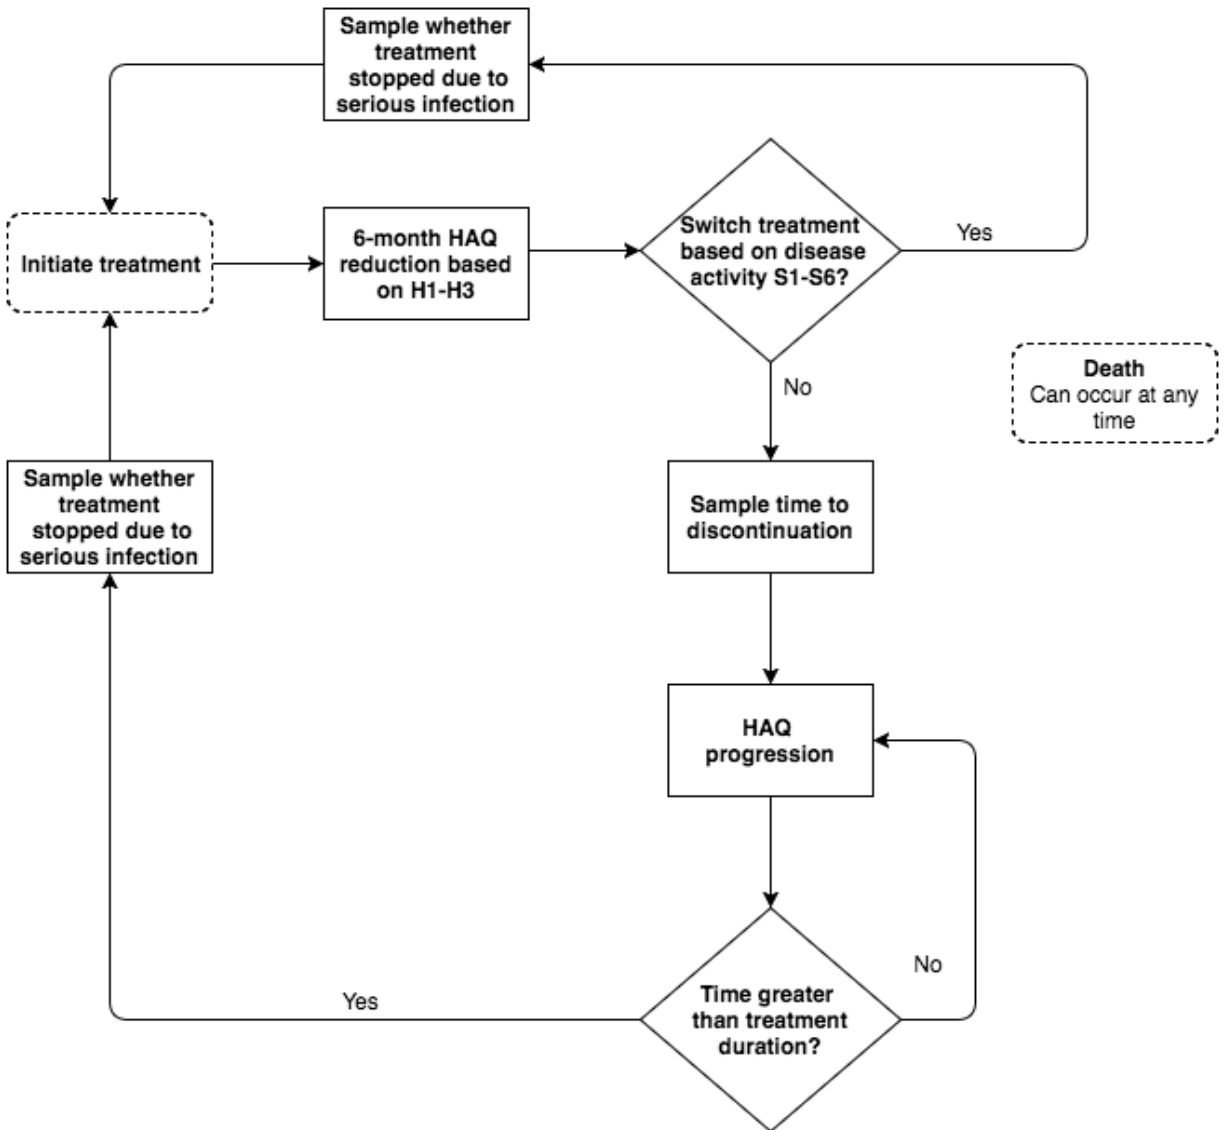 Sample whether
treatment
stopped due to
serious infection
Initiate treatment
6-month HAQ
reduction based
on H1-H3
Switch treatment
based on disease
activity S1-S6?
Yes
No
Death
Can occur at any
time
Sample whether
treatment
stopped due to
serious infection
Sample time to
discontinuation
HAQ
progression
No
Yes
Time greater
than treatment
duration?